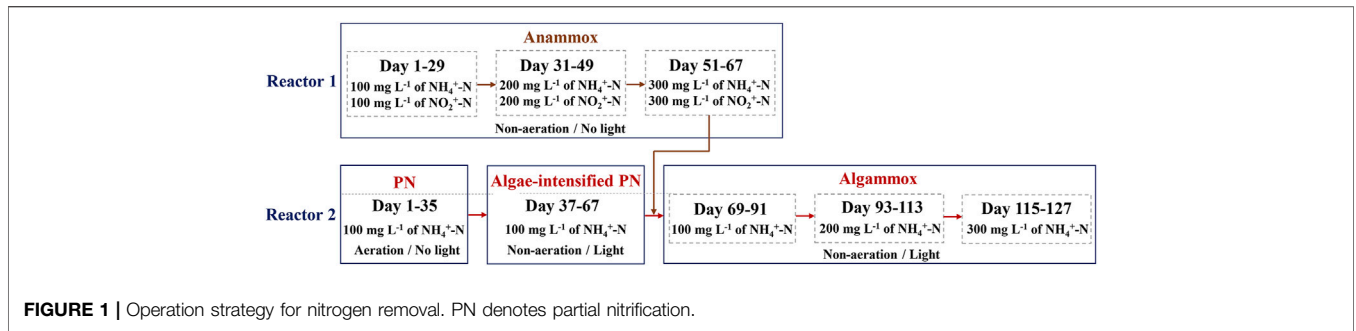 Anammox
Reactor 1
Day 1-29
100 mg L⁻¹ of NH₄⁺-N
100 mg L⁻¹ of NO₂⁺-N
Day 31-49
200 mg L⁻¹ of NH₄⁺-N
200 mg L⁻¹ of NO₂⁺-N
Day 51-67
300 mg L⁻¹ of NH₄⁺-N
300 mg L⁻¹ of NO₂⁺-N
Non-aeration / No light
Reactor 2
PN
Day 1-35
100 mg L⁻¹ of NH₄⁺-N
Aeration / No light
Algae-intensified PN
Day 37-67
100 mg L⁻¹ of NH₄⁺-N
Non-aeration / Light
Algammox
Day 69-91
100 mg L⁻¹ of NH₄⁺-N
Day 93-113
200 mg L⁻¹ of NH₄⁺-N
Day 115-127
300 mg L⁻¹ of NH₄⁺-N
Non-aeration / Light
FIGURE 1 | Operation strategy for nitrogen removal. PN denotes partial nitrification.